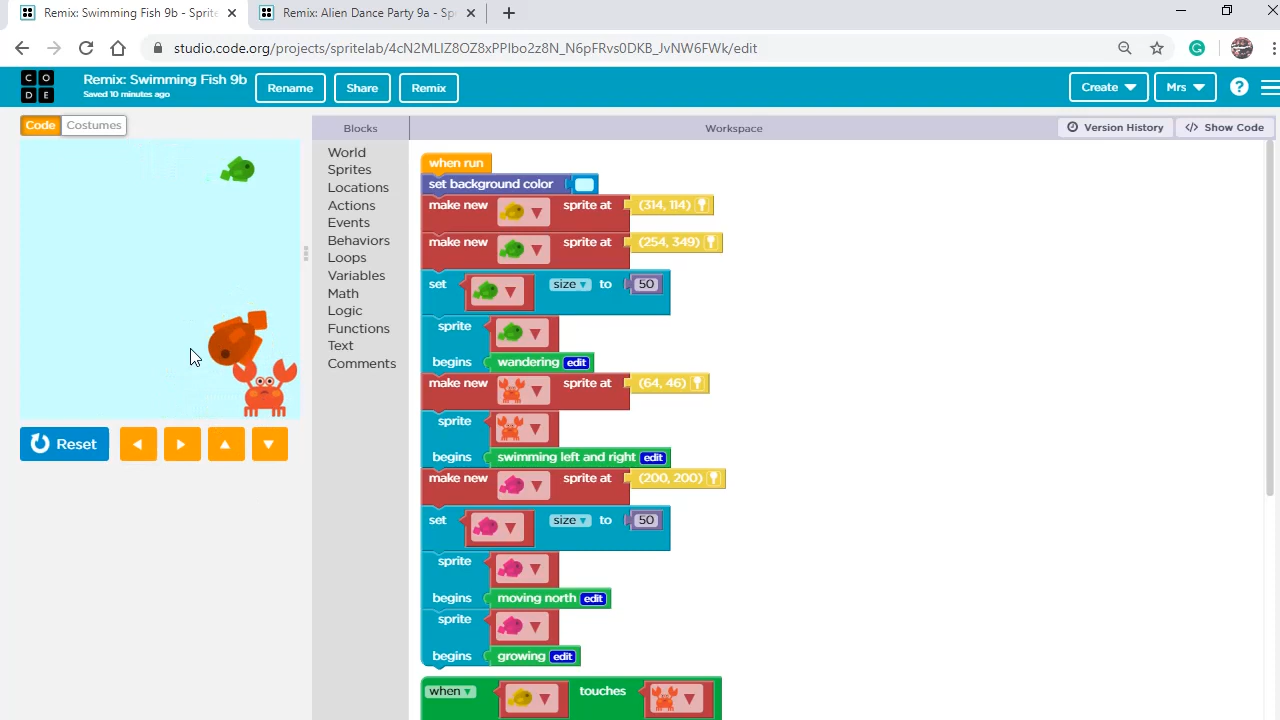 Remix: Swimming Fish 9b - Sprite
Remix: Alien Dance Party 9a - Sp
studio.code.org/projects/spritelab/
Remix: Swimming Fish 9b
Saved 10 minutes ago
Rename
Share
Remix
Create
Mrs
?
C O
D E
Code
Costumes
Blocks
Workspace
Version History
Show Code
World
Sprites
Locations
Actions
Events
Behaviors
Loops
Variables
Math
Logic
Functions
Text
Comments
Reset
when run
set background color
make new sprite at (314, 114)
make new sprite at (254, 349)
set size to 50
sprite
begins wandering edit
make new sprite at (64, 46)
sprite
begins swimming left and right edit
make new sprite at (200, 200)
set size to 50
sprite
begins moving north edit
sprite
begins growing edit
when touches